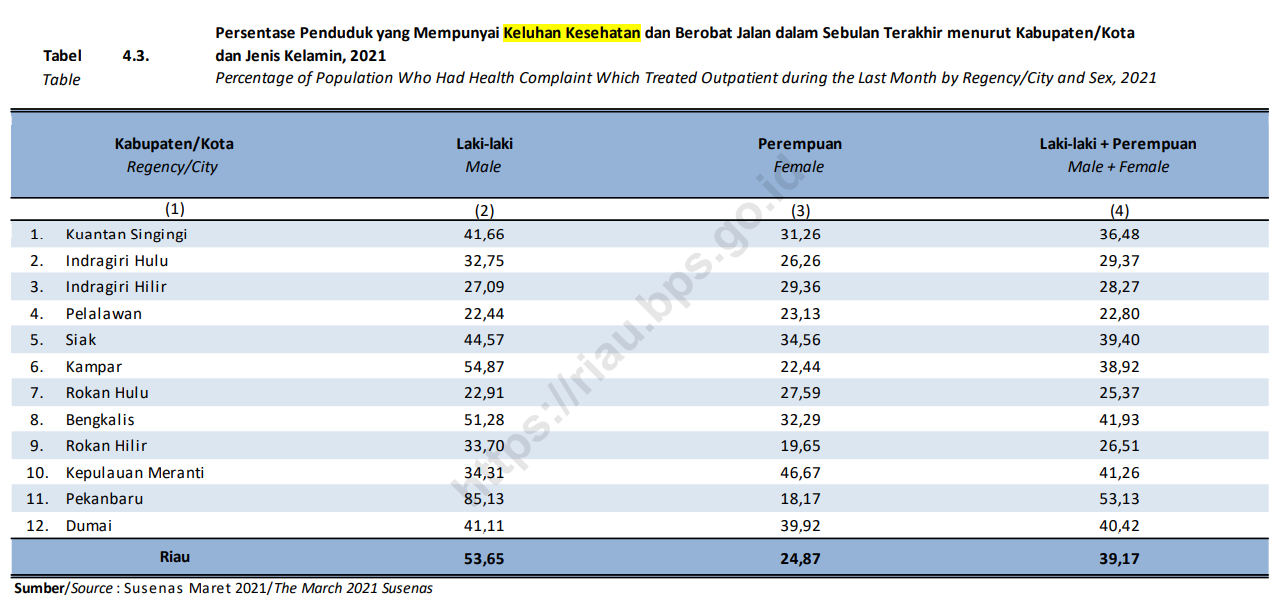 Persentase Penduduk yang Mempunyai Keluhan Kesehatan dan Berobat Jalan dalam Sebulan Terakhir menurut Kabupaten/Kota
Tabel 4.3. dan Jenis Kelamin, 2021
Table Percentage of Population Who Had Health Complaint Which Treated Outpatient during the Last Month by Regency/City and Sex, 2021
Kabupaten/Kota Laki-laki Perempuan Laki-laki + Perempuan
Regency/City Male Female Male + Female
(1) (2) (3) (4)
1. Kuantan Singingi 41,66 31,26 36,48
2. Indragiri Hulu 32,75 26,26 29,37
3. Indragiri Hilir 27,09 29,36 28,27
4. Pelalawan 22,44 23,13 22,80
5. Siak 44,57 34,56 39,40
6. Kampar 54,87 22,44 38,92
7. Rokan Hulu 22,91 27,59 25,37
8. Bengkalis 51,28 32,29 41,93
9. Rokan Hilir 33,70 19,65 26,51
10. Kepulauan Meranti 34,31 46,67 41,26
11. Pekanbaru 85,13 18,17 53,13
12. Dumai 41,11 39,92 40,42
Riau 53,65 24,87 39,17
Sumber/Source : Susenas Maret 2021/The March 2021 Susenas
https://riau.bps.go.id